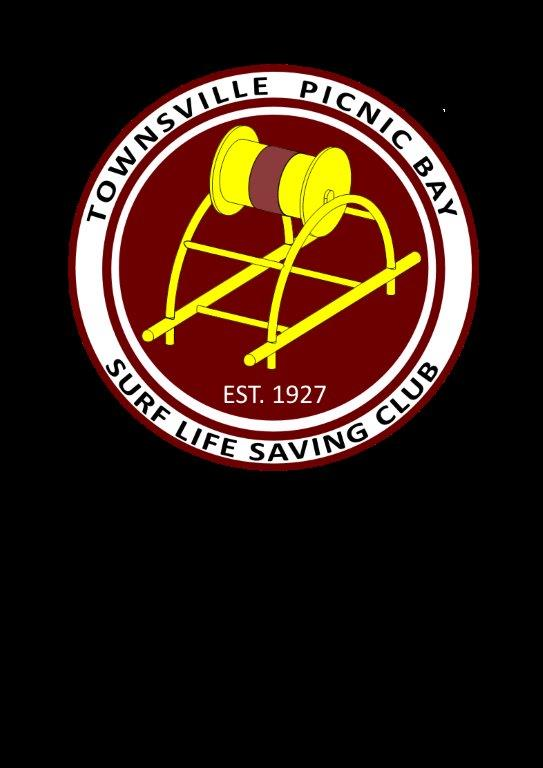 TOWNSVILLE PICNIC BAY
EST. 1927
SURF LIFE SAVING CLUB